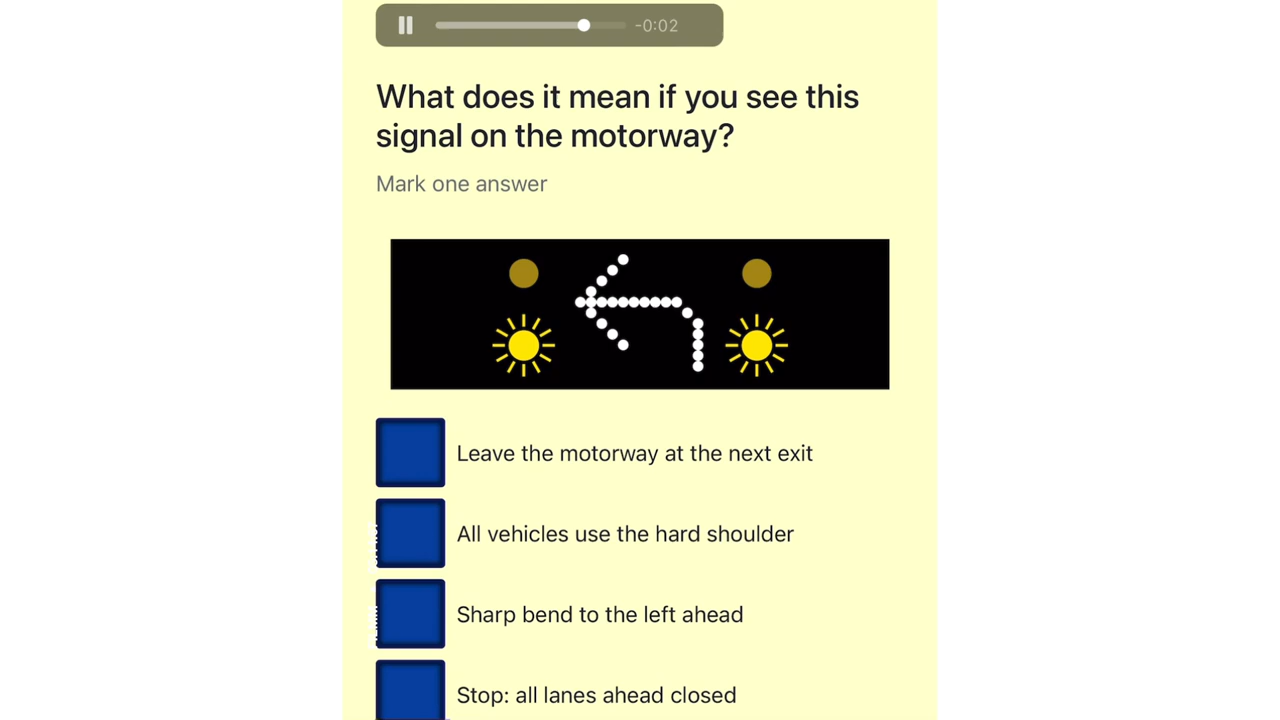 -0:02
What does it mean if you see this
signal on the motorway?
Mark one answer
Leave the motorway at the next exit
All vehicles use the hard shoulder
Sharp bend to the left ahead
Stop: all lanes ahead closed